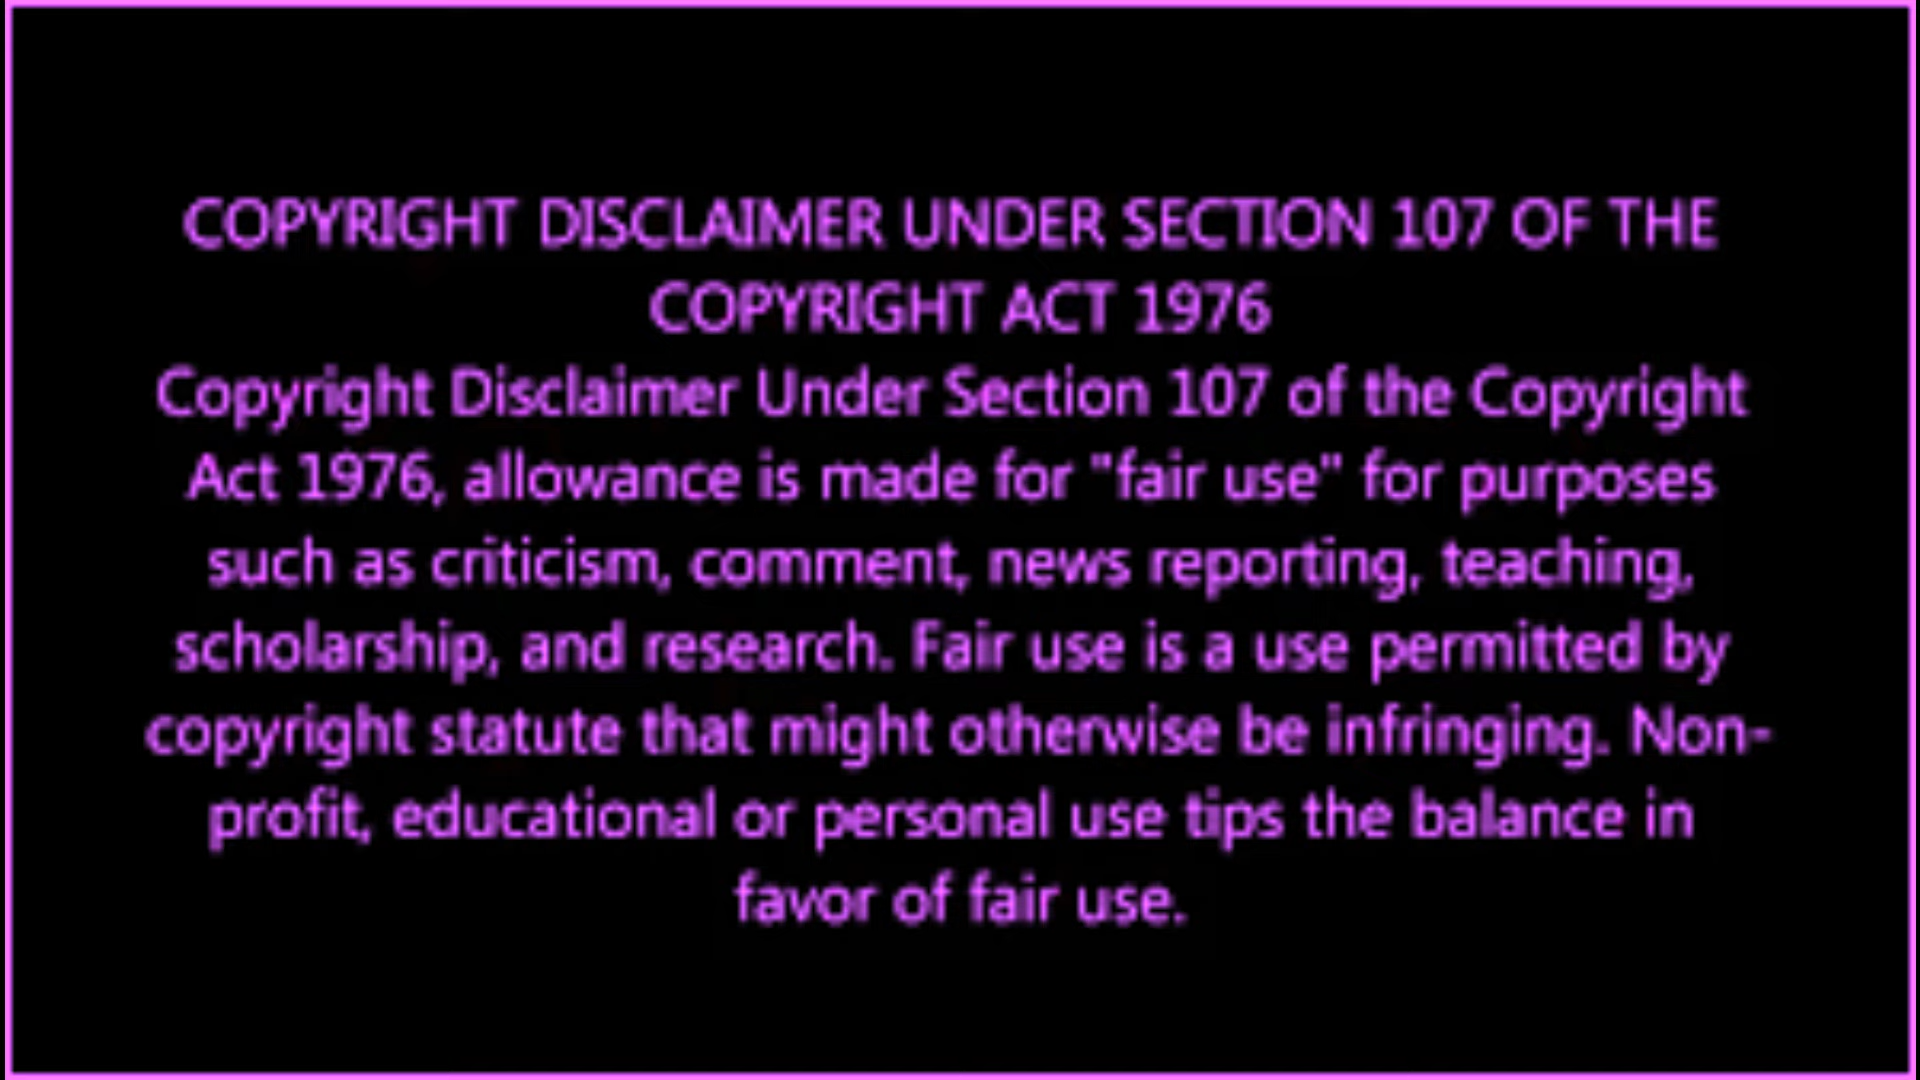 COPYRIGHT DISCLAIMER UNDER SECTION 107 OF THE
COPYRIGHT ACT 1976
Copyright Disclaimer Under Section 107 of the Copyright
Act 1976, allowance is made for "fair use" for purposes
such as criticism, comment, news reporting, teaching,
scholarship, and research. Fair use is a use permitted by
copyright statute that might otherwise be infringing. Non-
profit, educational or personal use tips the balance in
favor of fair use.